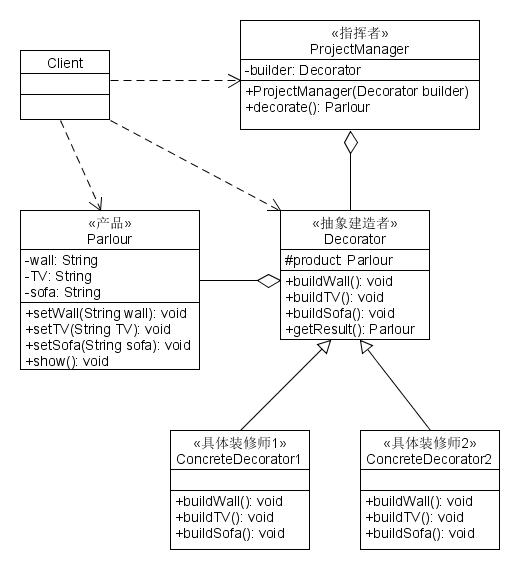 《指挥者》
ProjectManager
-builder: Decorator
+ProjectManager(Decorator builder)
+decorate(): Parlour
Client
《产品》
Parlour
-wall: String
-TV: String
-sofa: String
+setWall(String wall): void
+setTV(String TV): void
+setSofa(String sofa): void
+show(): void
《抽象建造者》
Decorator
#product: Parlour
+buildWall(): void
+buildTV(): void
+buildSofa(): void
+getResult(): Parlour
《具体装修师1》
ConcreteDecorator1
+buildWall(): void
+buildTV(): void
+buildSofa(): void
《具体装修师2》
ConcreteDecorator2
+buildWall(): void
+buildTV(): void
+buildSofa(): void